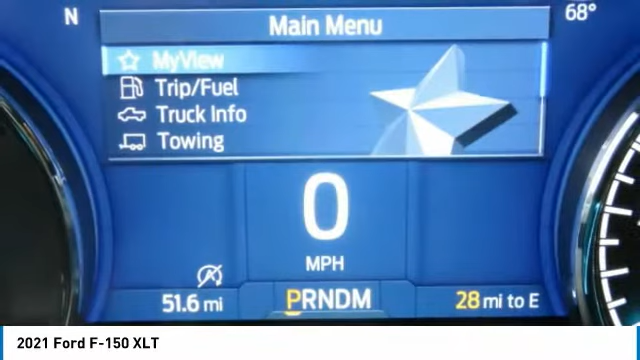 N
68°
Main Menu
MyView
Trip/Fuel
Truck Info
Towing
0
MPH
51.6 mi
PRNDM
28 mi to E
2021 Ford F-150 XLT